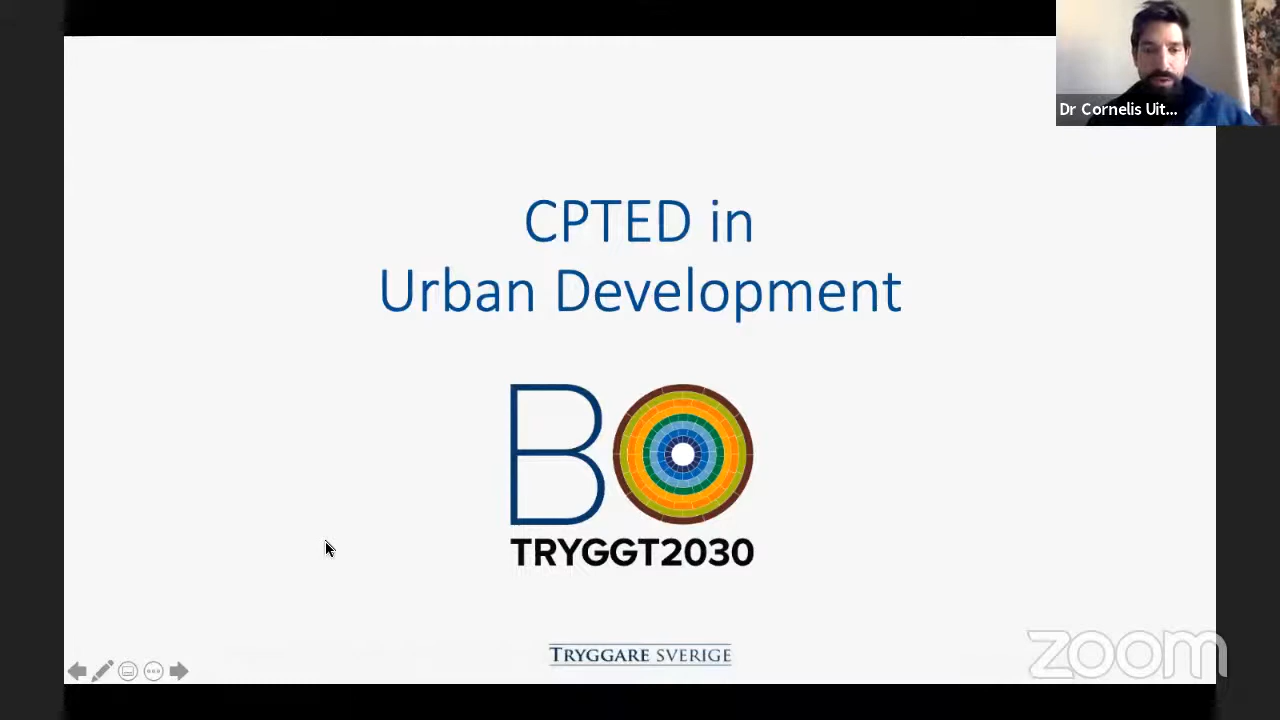 Dr Cornelis Uit...
CPTED in
Urban Development
BO
TRYGGT2030
TRYGGARE SVERIGE
zoom